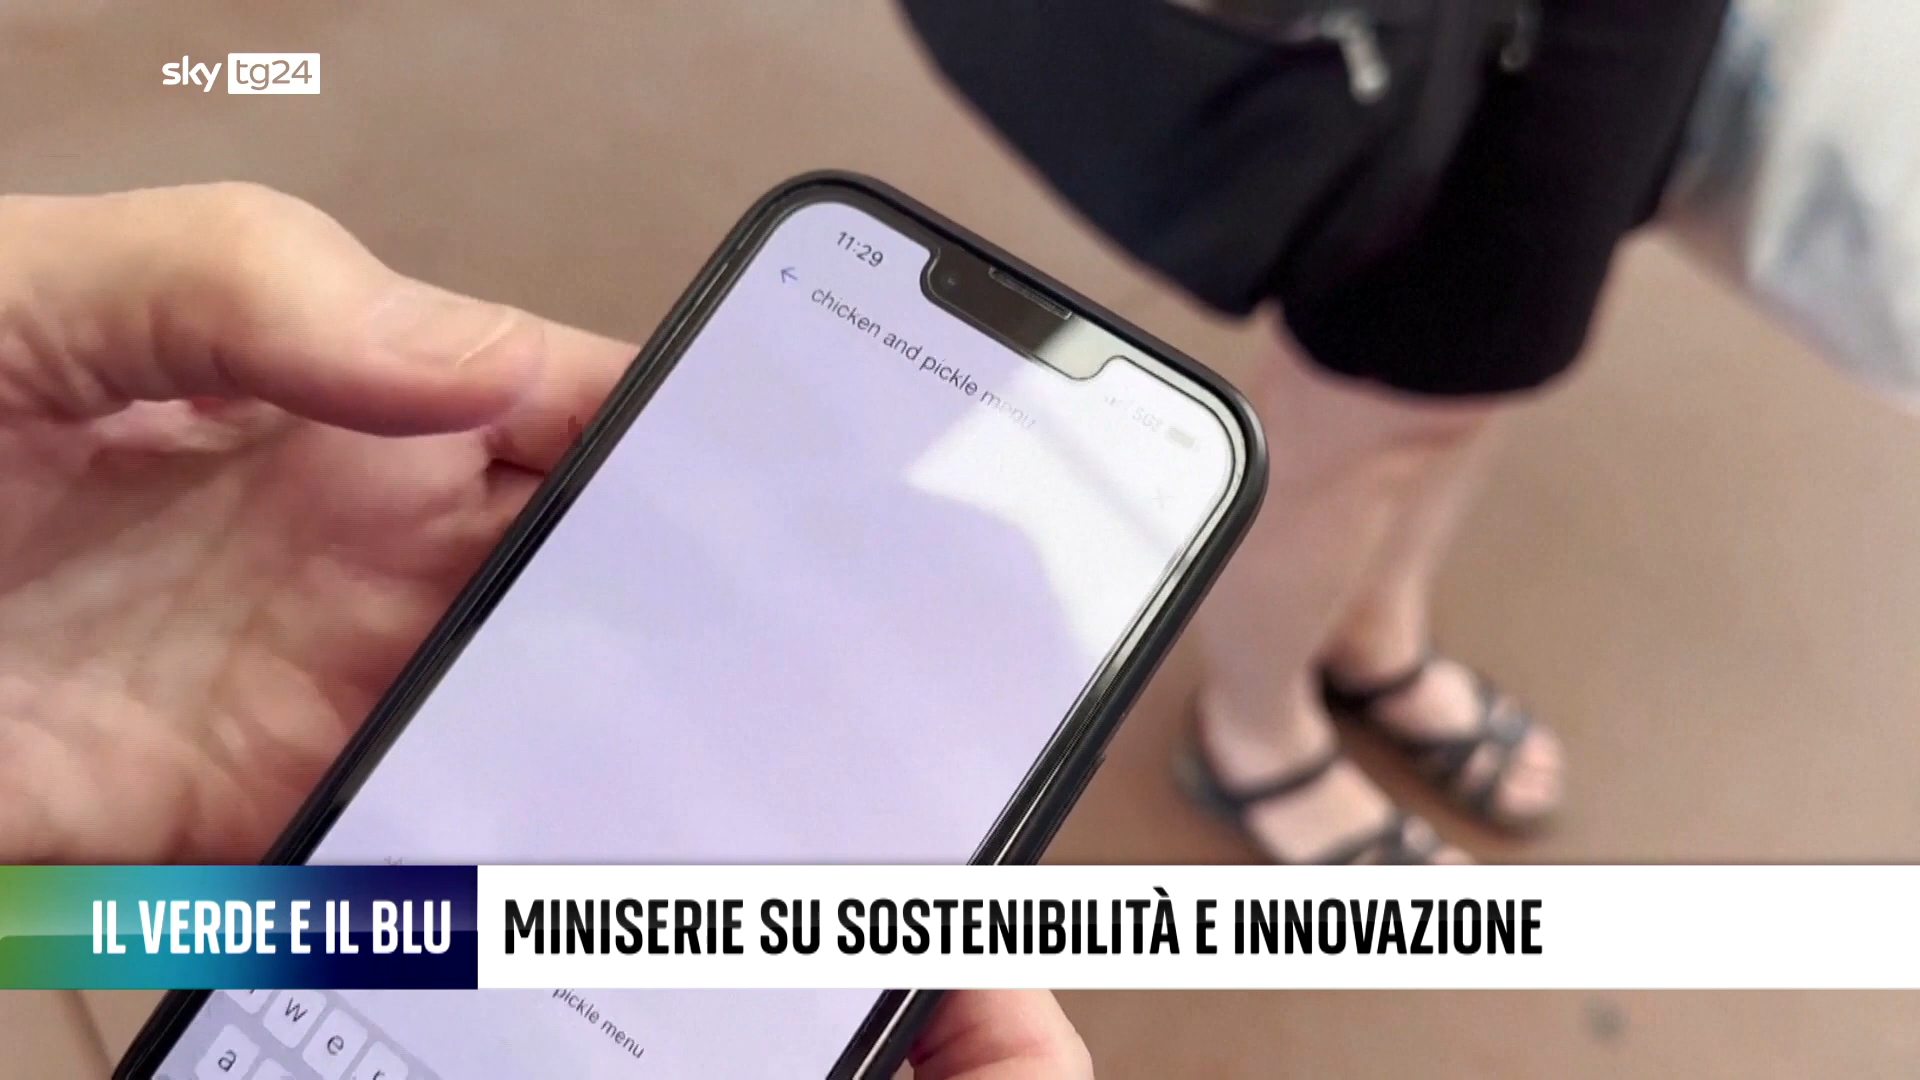 sky tg24
11:29
chicken and pickle menu
IL VERDE E IL BLU
MINISERIE SU SOSTENIBILITÀ E INNOVAZIONE
pickle menu
w
e
a